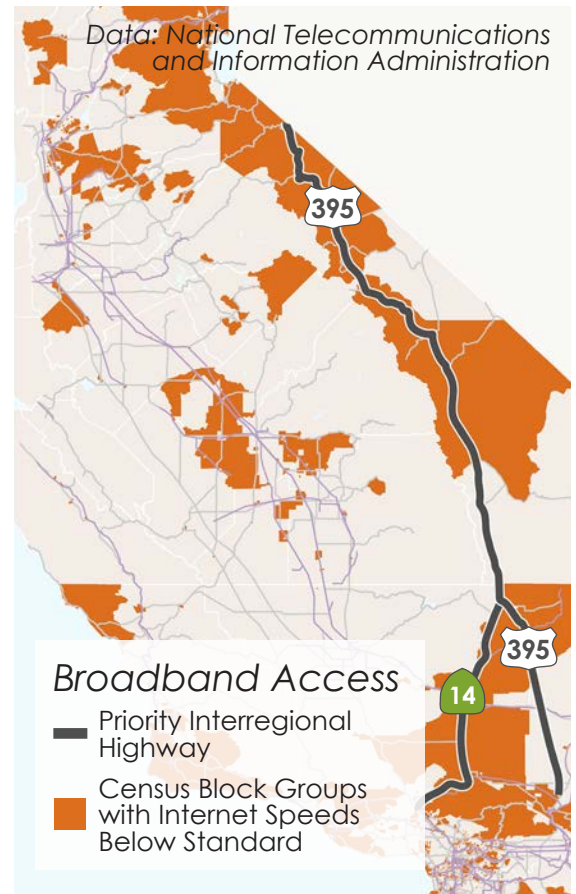 Data: National Telecommunications
and Information Administration
395
395
14
Broadband Access
Priority Interregional
Highway
Census Block Groups
with Internet Speeds
Below Standard